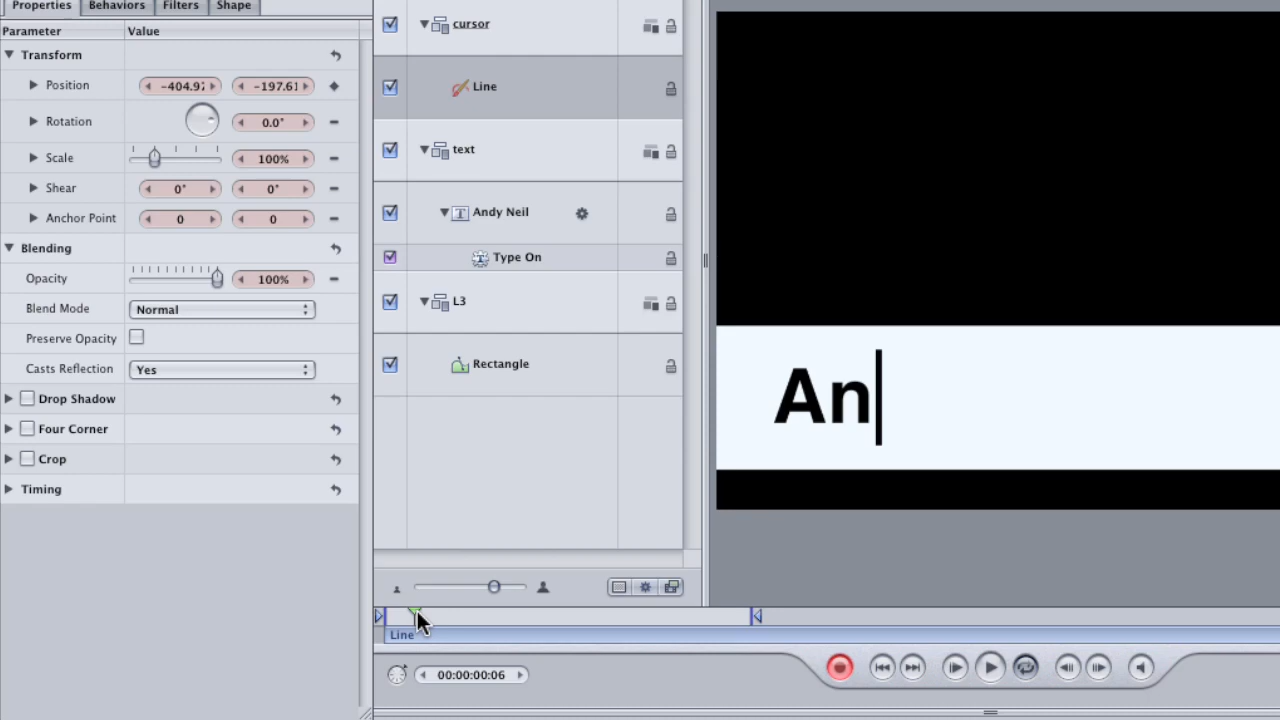 Properties Behaviors Filters Shape
Parameter Value
Transform
Position -404.97 -197.61
Rotation 0.0°
Scale 100%
Shear 0° 0°
Anchor Point 0 0
Blending
Opacity 100%
Blend Mode Normal
Preserve Opacity
Casts Reflection Yes
Drop Shadow
Four Corner
Crop
Timing
cursor
Line
text
T Andy Neil
Type On
L3
Rectangle
An
Line
00:00:00:06